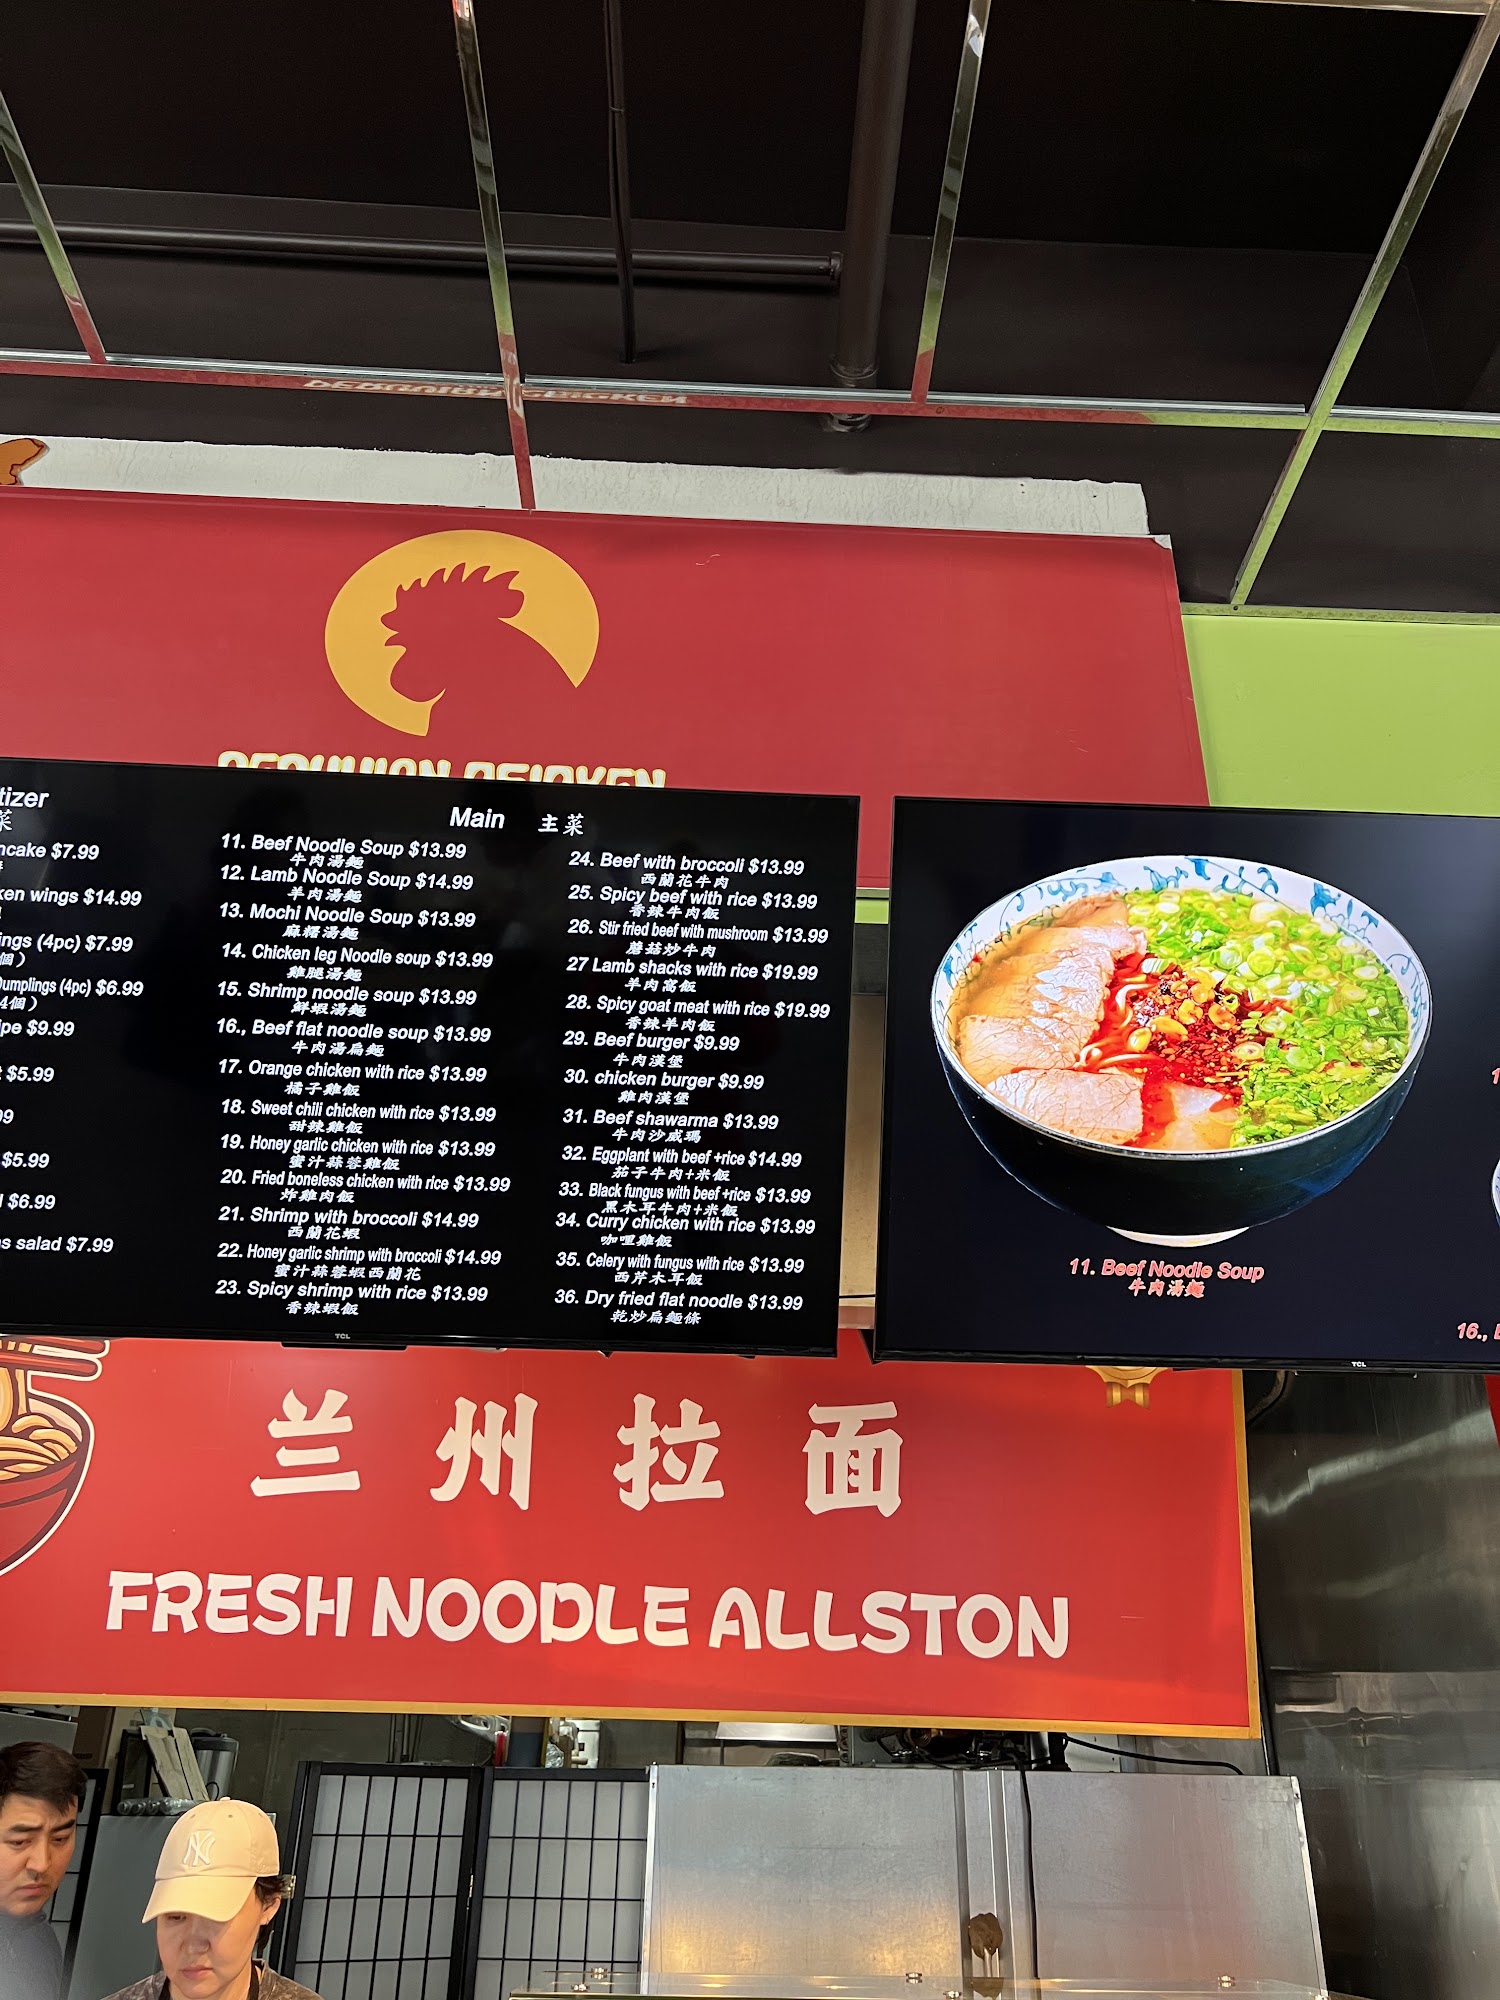 PERUVIAN CHICKEN
tizer
菜
ncake $7.99
ken wings $14.99
ings (4pc) $7.99
個）
Dumplings (4pc) $6.99
4個）
ipe $9.99
$5.99
99
$5.99
$6.99
s salad $7.99
Main 主菜
11. Beef Noodle Soup $13.99
牛肉湯麵
12. Lamb Noodle Soup $14.99
羊肉湯麵
13. Mochi Noodle Soup $13.99
麻糬湯麵
14. Chicken leg Noodle soup $13.99
雞腿湯麵
15. Shrimp noodle soup $13.99
鮮蝦湯麵
16., Beef flat noodle soup $13.99
牛肉湯扁麵
17. Orange chicken with rice $13.99
橘子雞飯
18. Sweet chili chicken with rice $13.99
甜辣雞飯
19. Honey garlic chicken with rice $13.99
蜜汁蒜蓉雞飯
20. Fried boneless chicken with rice $13.99
炸雞肉飯
21. Shrimp with broccoli $14.99
西蘭花蝦
22. Honey garlic shrimp with broccoli $14.99
蜜汁蒜蓉蝦西蘭花
23. Spicy shrimp with rice $13.99
香辣蝦飯
24. Beef with broccoli $13.99
西蘭花牛肉
25. Spicy beef with rice $13.99
香辣牛肉飯
26. Stir fried beef with mushroom $13.99
蘑菇炒牛肉
27 Lamb shacks with rice $19.99
羊肉窩飯
28. Spicy goat meat with rice $19.99
香辣羊肉飯
29. Beef burger $9.99
牛肉漢堡
30. chicken burger $9.99
雞肉漢堡
31. Beef shawarma $13.99
牛肉沙威瑪
32. Eggplant with beef +rice $14.99
茄子牛肉+米飯
33. Black fungus with beef +rice $13.99
黑木耳牛肉+米飯
34. Curry chicken with rice $13.99
咖哩雞飯
35. Celery with fungus with rice $13.99
西芹木耳飯
36. Dry fried flat noodle $13.99
乾炒扁麵條
TCL
11. Beef Noodle Soup
牛肉湯麵
16.,
TCL
兰州拉面
FRESH NOODLE ALLSTON
NY